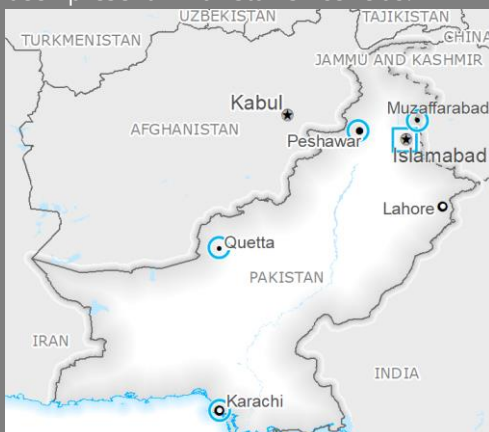 UZBEKISTAN
TAJIKISTAN
TURKMENISTAN
CHINA
JAMMU AND KASHMIR
Kabul
Muzaffarabad
AFGHANISTAN
Peshawar
Islamabad
Lahore
Quetta
PAKISTAN
IRAN
INDIA
Karachi